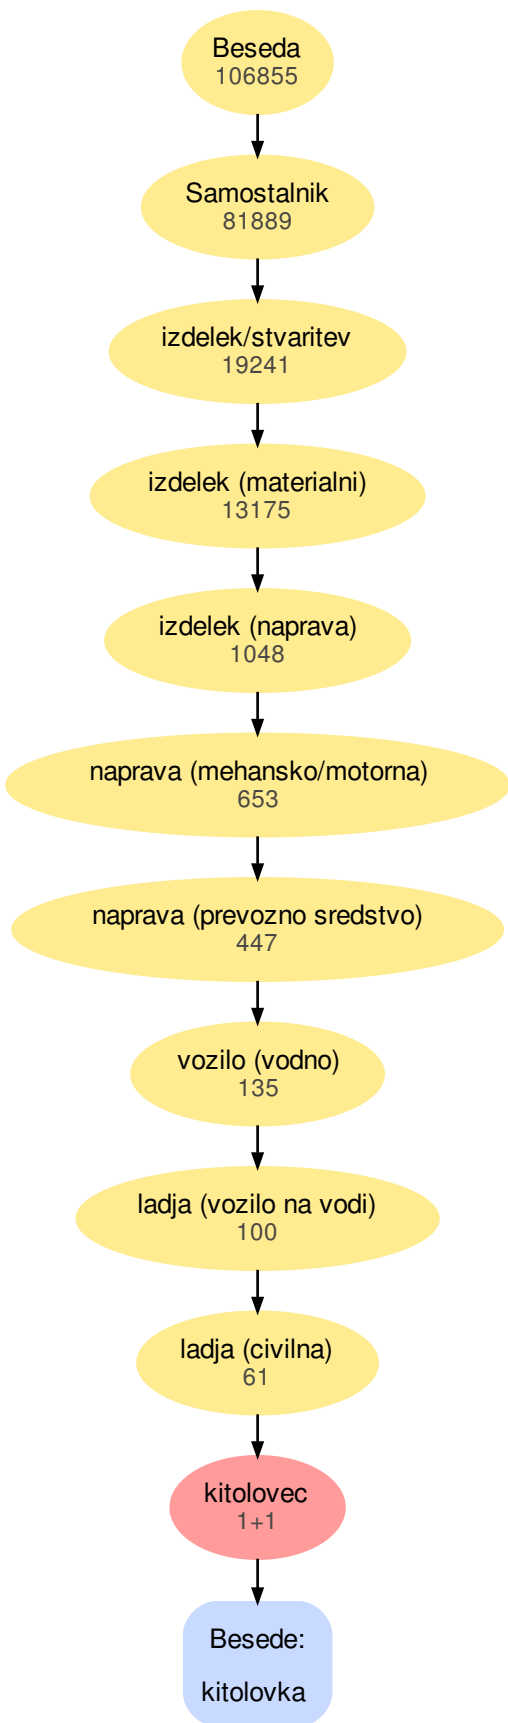 Beseda
106855
Samostalnik
81889
izdelek/stvaritev
19241
izdelek (materialni)
13175
izdelek (naprava)
1048
naprava (mehansko/motorna)
653
naprava (prevozno sredstvo)
447
vozilo (vodno)
135
ladja (vozilo na vodi)
100
ladja (civilna)
61
kitolovec
1+1
Besede:
kitolovka